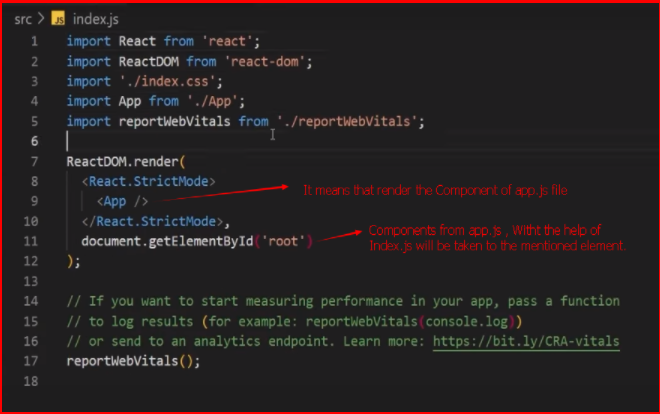 src > JS index.js
1 import React from 'react';
2 import ReactDOM from 'react-dom';
3 import './index.css';
4 import App from './App';
5 import reportWebVitals from './reportWebVitals';
6
7 ReactDOM.render(
8 <React.StrictMode>
It means that render the Component of app.js file
9 <App />
10 </React.StrictMode>,
11 document.getElementById('root')
Components from app.js , Witht the help of
Index.js will be taken to the mentioned element.
12 );
13
14 // If you want to start measuring performance in your app, pass a function
15 // to log results (for example: reportWebVitals(console.log))
16 // or send to an analytics endpoint. Learn more: https://bit.ly/CRA-vitals
17 reportWebVitals();
18